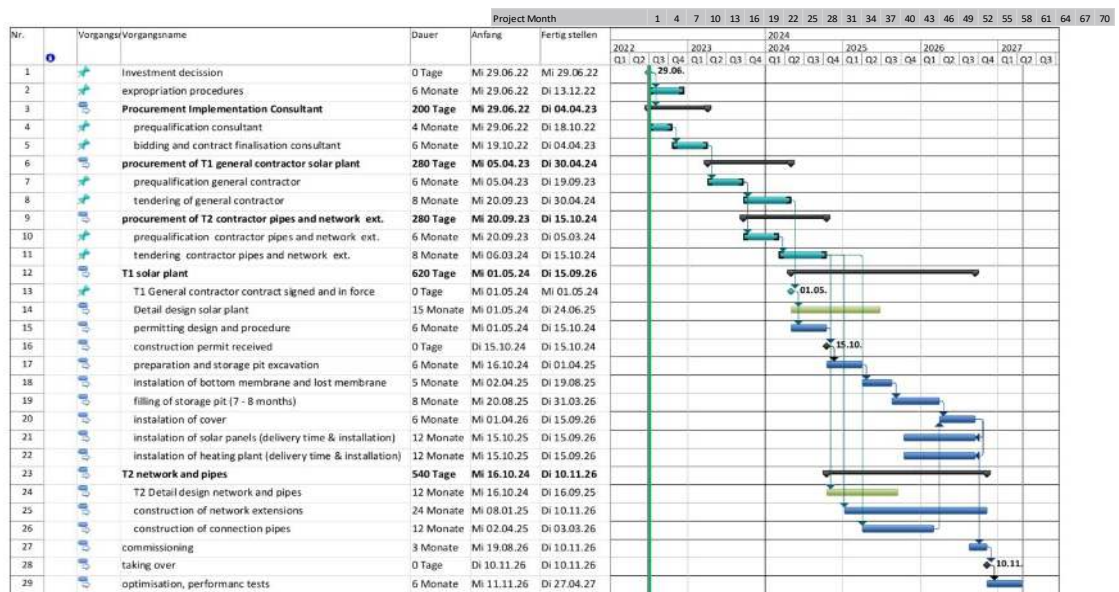 Project Month 1 4 7 10 13 16 19 22 25 28 31 34 37 40 43 46 49 52 55 58 61 64 67 70
Nr. Vorgangsr Vorgangsname Dauer Anfang Fertig stellen 2024
2022 2023 2024 2025 2026 2027
Q1 Q2 Q3 Q4 Q1 Q2 Q3 Q4 Q1 Q2 Q3 Q4 Q1 Q2 Q3 Q4 Q1 Q2 Q3 Q4 Q1 Q2 Q3
1 Investment decission 0 Tage Mi 29.06.22 Mi 29.06.22 29.06.
2 expropriation procedures 6 Monate Mi 29.06.22 Di 13.12.22
3 Procurement Implementation Consultant 200 Tage Mi 29.06.22 Di 04.04.23
4 prequalification consultant 4 Monate Mi 29.06.22 Di 18.10.22
5 bidding and contract finalisation consultant 6 Monate Mi 19.10.22 Di 04.04.23
6 procurement of T1 general contractor solar plant 280 Tage Mi 05.04.23 Di 30.04.24
7 prequalification general contractor 6 Monate Mi 05.04.23 Di 19.09.23
8 tendering of general contractor 8 Monate Mi 20.09.23 Di 30.04.24
9 procurement of T2 contractor pipes and network ext. 280 Tage Mi 20.09.23 Di 15.10.24
10 prequalification contractor pipes and network ext. 6 Monate Mi 20.09.23 Di 05.03.24
11 tendering contractor pipes and network ext. 8 Monate Mi 06.03.24 Di 15.10.24
12 T1 solar plant 620 Tage Mi 01.05.24 Di 15.09.26
13 T1 General contractor contract signed and in force 0 Tage Mi 01.05.24 Mi 01.05.24 01.05.
14 Detail design solar plant 15 Monate Mi 01.05.24 Di 24.06.25
15 permitting design and procedure 6 Monate Mi 01.05.24 Di 15.10.24
16 construction permit received 0 Tage Di 15.10.24 Di 15.10.24 15.10.
17 preparation and storage pit excavation 6 Monate Mi 16.10.24 Di 01.04.25
18 instalation of bottom membrane and lost membrane 5 Monate Mi 02.04.25 Di 19.08.25
19 filling of storage pit (7 - 8 months) 8 Monate Mi 20.08.25 Di 31.03.26
20 instalation of cover 6 Monate Mi 01.04.26 Di 15.09.26
21 instalation of solar panels (delivery time & installation) 12 Monate Mi 15.10.25 Di 15.09.26
22 instalation of heating plant (delivery time & installation) 12 Monate Mi 15.10.25 Di 15.09.26
23 T2 network and pipes 540 Tage Mi 16.10.24 Di 10.11.26
24 T2 Detail design network and pipes 12 Monate Mi 16.10.24 Di 16.09.25
25 construction of network extensions 24 Monate Mi 08.01.25 Di 10.11.26
26 construction of connection pipes 12 Monate Mi 02.04.25 Di 03.03.26
27 commissioning 3 Monate Mi 19.08.26 Di 10.11.26
28 taking over 0 Tage Di 10.11.26 Di 10.11.26 10.11.
29 optimisation, performanc tests 6 Monate Mi 11.11.26 Di 27.04.27